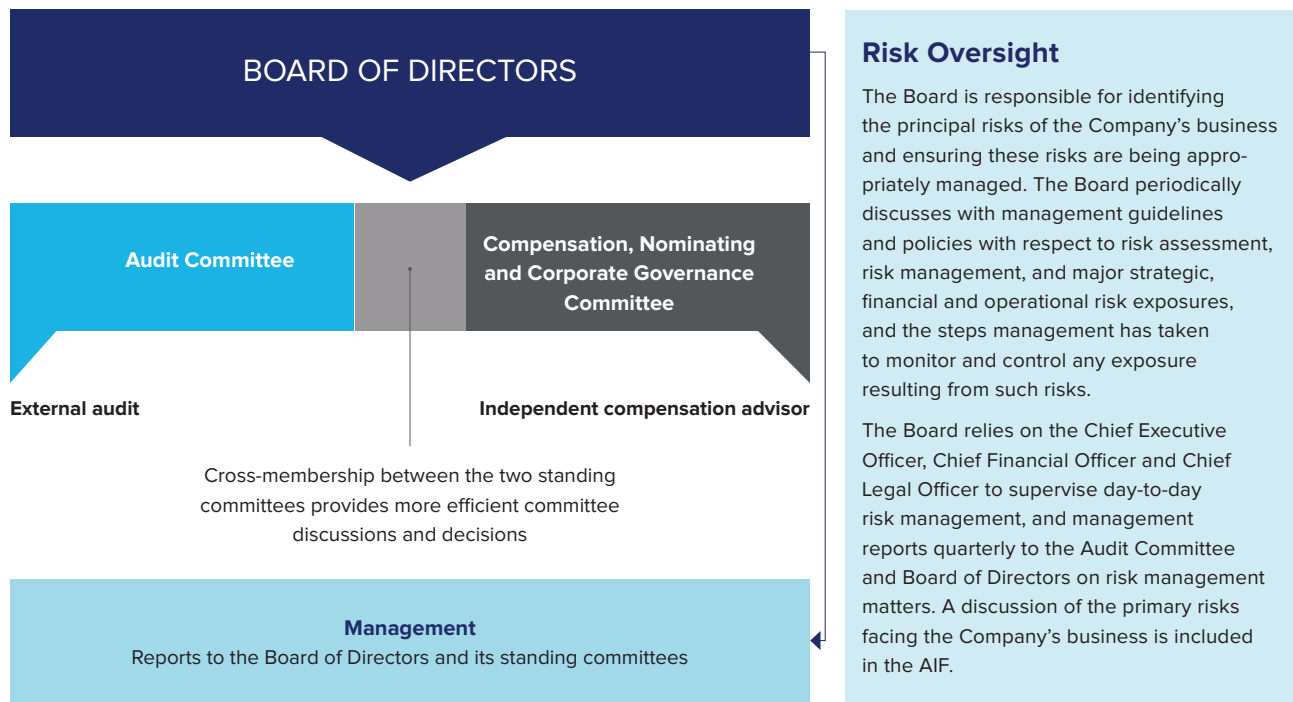 BOARD OF DIRECTORS
Audit Committee
Compensation, Nominating
and Corporate Governance
Committee
External audit
Independent compensation advisor
Cross-membership between the two standing
committees provides more efficient committee
discussions and decisions
Management
Reports to the Board of Directors and its standing committees
Risk Oversight
The Board is responsible for identifying
the principal risks of the Company’s business
and ensuring these risks are being appro-
priately managed. The Board periodically
discusses with management guidelines
and policies with respect to risk assessment,
risk management, and major strategic,
financial and operational risk exposures,
and the steps management has taken
to monitor and control any exposure
resulting from such risks.
The Board relies on the Chief Executive
Officer, Chief Financial Officer and Chief
Legal Officer to supervise day-to-day
risk management, and management
reports quarterly to the Audit Committee
and Board of Directors on risk management
matters. A discussion of the primary risks
facing the Company’s business is included
in the AIF.